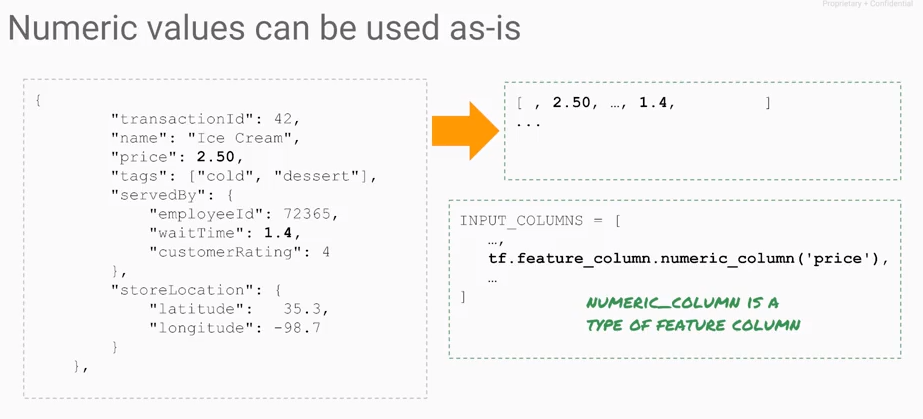 Proprietary + Confidential
Numeric values can be used as-is
{
"transactionId": 42,
"name": "Ice Cream",
"price": 2.50,
"tags": ["cold", "dessert"],
"servedBy": {
"employeeId": 72365,
"waitTime": 1.4,
"customerRating": 4
},
"storeLocation": {
"latitude": 35.3,
"longitude": -98.7
}
},
[ , 2.50, …, 1.4, ]
...
INPUT_COLUMNS = [
…,
tf.feature_column.numeric_column('price'),
…
]
NUMERIC_COLUMN IS A
TYPE OF FEATURE COLUMN